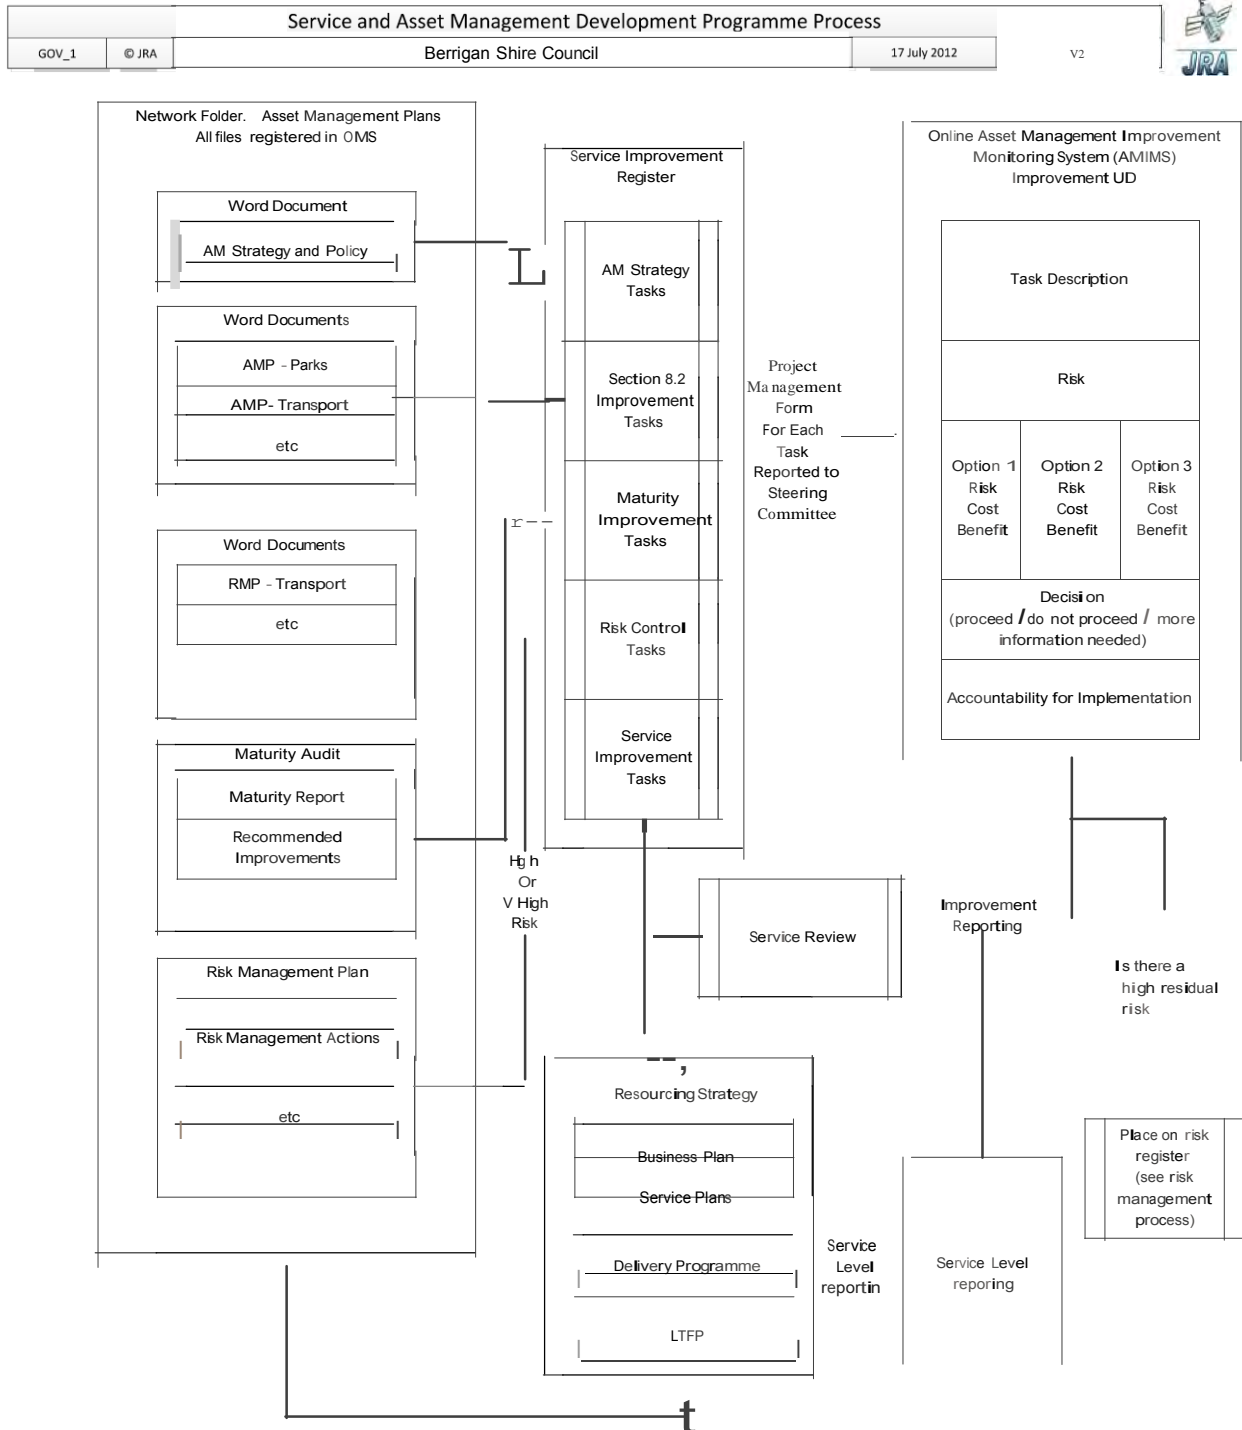 Service and Asset Management Development Programme Process
GOV_1
© JRA
Berrigan Shire Council
17 July 2012
V2
JRA
Network Folder. Asset Management Plans
All files registered in OMS
Word Document
AM Strategy and Policy
Word Documents
AMP - Parks
AMP- Transport
etc
Word Documents
RMP - Transport
etc
Maturity Audit
Maturity Report
Recommended
Improvements
Risk Management Plan
Risk Management Actions
etc
High
Or
V High
Risk
Service Improvement
Register
AM Strategy
Tasks
Section 8.2
Improvement
Tasks
Maturity
Improvement
Tasks
Risk Control
Tasks
Service
Improvement
Tasks
Project
Management
Form
For Each
Task
Reported to
Steering
Committee
Service Review
Resourcing Strategy
Business Plan
Service Plans
Delivery Programme
LTFP
Online Asset Management Improvement
Monitoring System (AMIMS)
Improvement UD
Task Description
Risk
Option 1
Risk
Cost
Benefit
Option 2
Risk
Cost
Benefit
Option 3
Risk
Cost
Benefit
Decision
(proceed / do not proceed / more
information needed)
Accountability for Implementation
Improvement
Reporting
Is there a
high residual
risk
Place on risk
register
(see risk
management
process)
Service
Level
reportin
Service Level
reporing